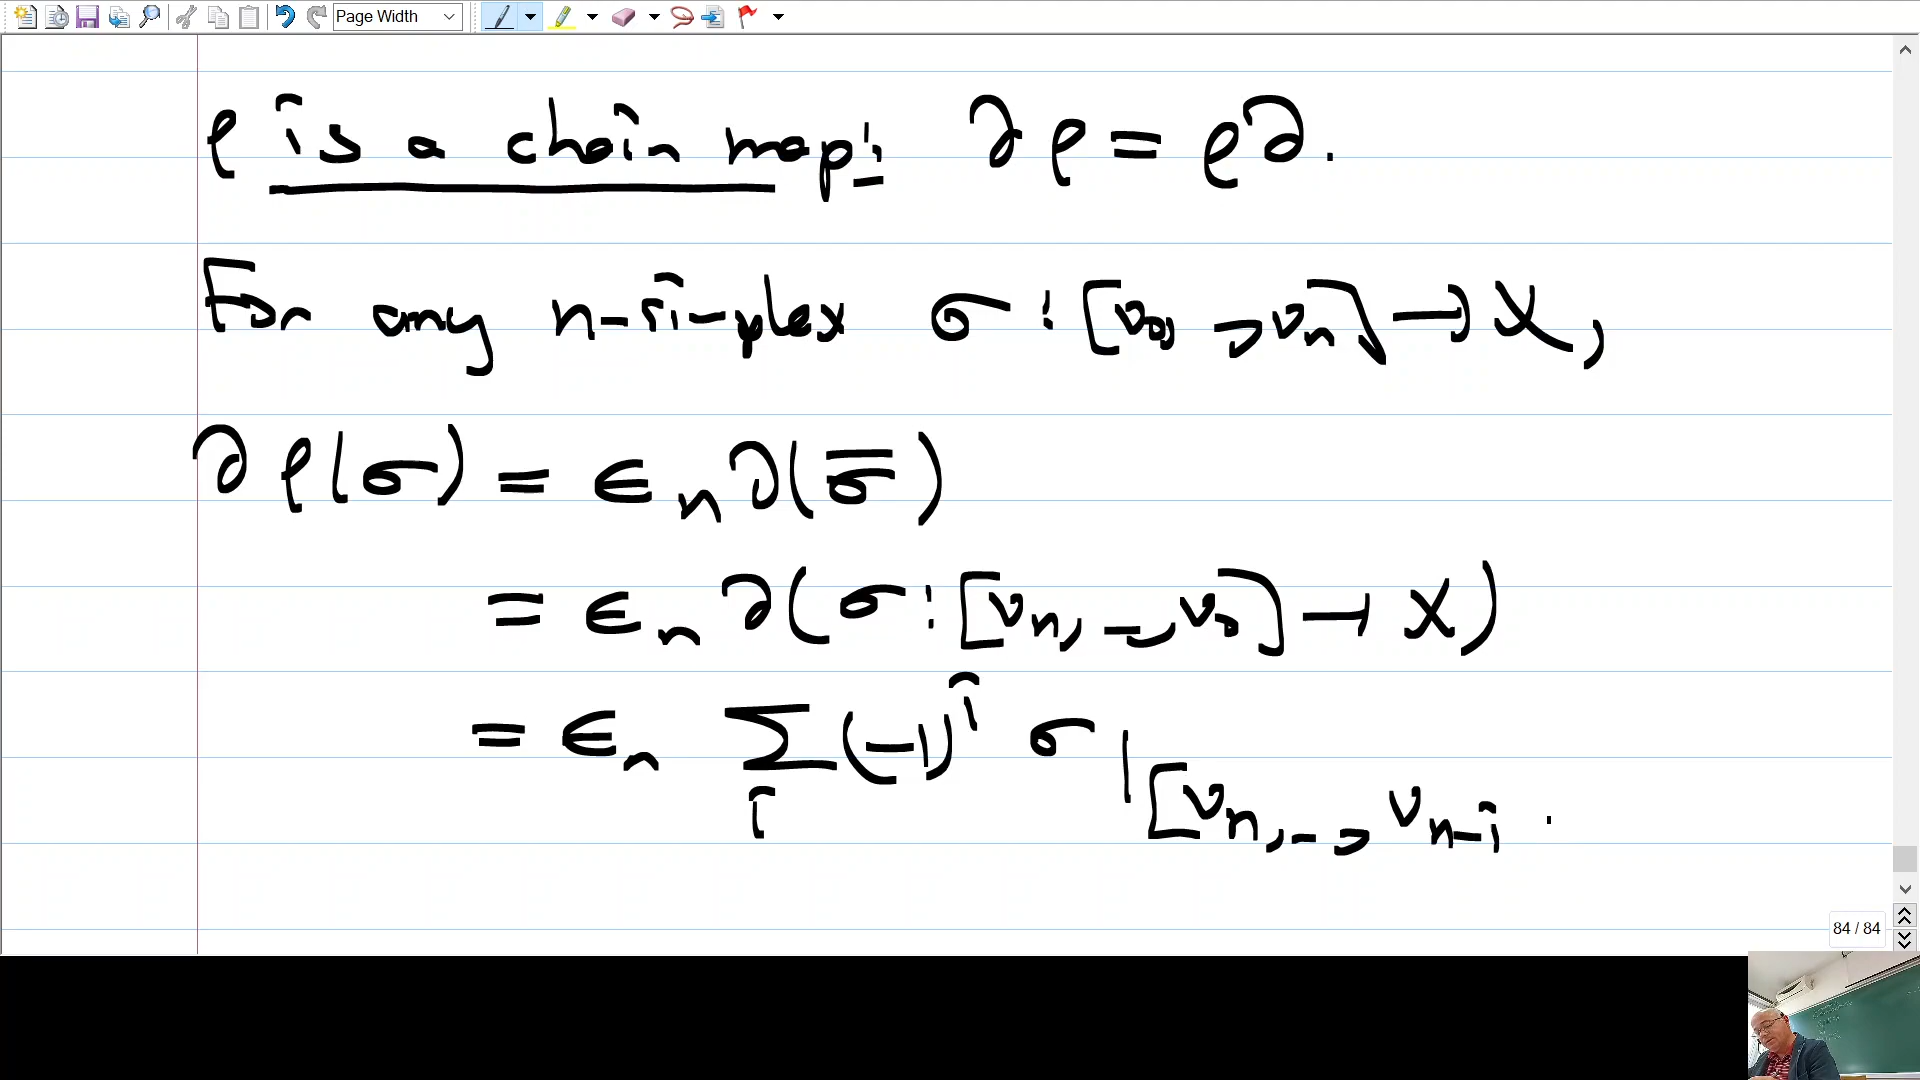 Page Width
ρ is a chain map: ∂ρ = ρ∂.
For any n-simplex σ : [v₀, →vₙ] → X,
∂ρ(σ) = ϵₙ ∂(σ̅)
= ϵₙ ∂(σ : [vₙ, –, v₀] → X)
= ϵₙ Σᵢ (-1)ⁱ σ|[vₙ, –, vₙ₋ᵢ .
84 / 84